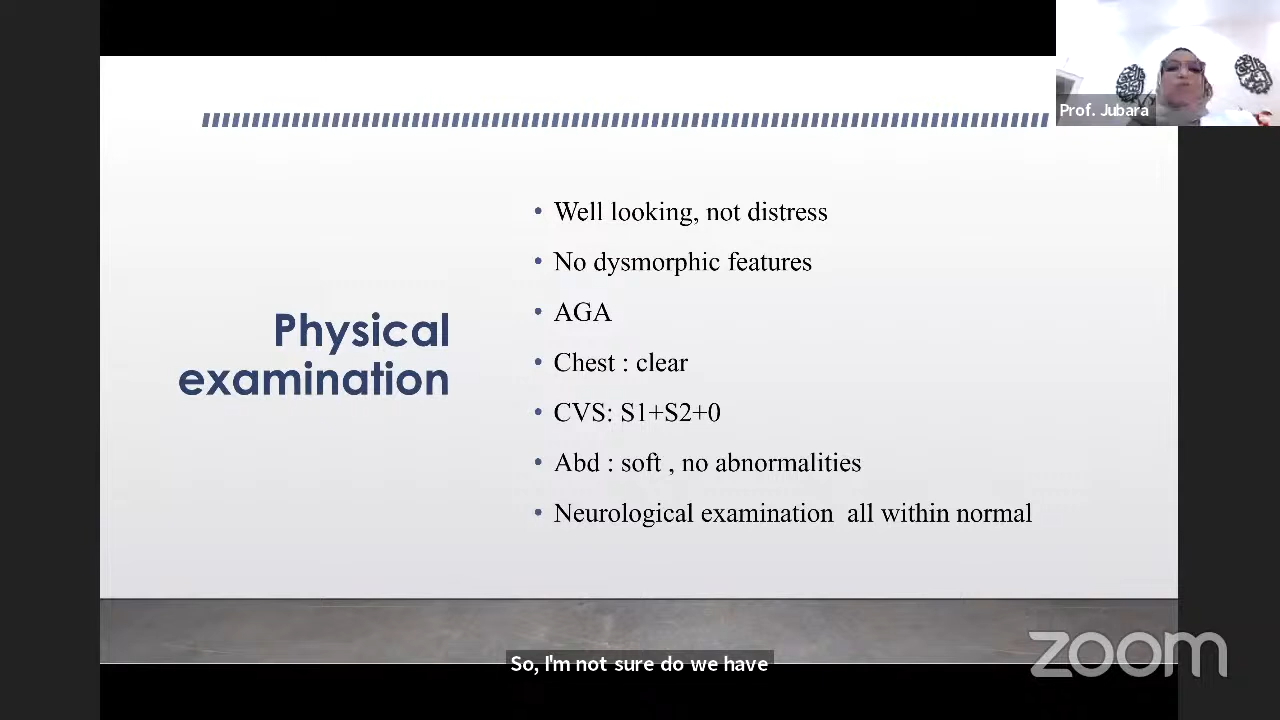 Prof. Jubara
• Well looking, not distress
• No dysmorphic features
• AGA
• Chest : clear
• CVS: S1+S2+0
• Abd : soft , no abnormalities
• Neurological examination  all within normal
Physical
examination
zoom
So, I'm not sure do we have